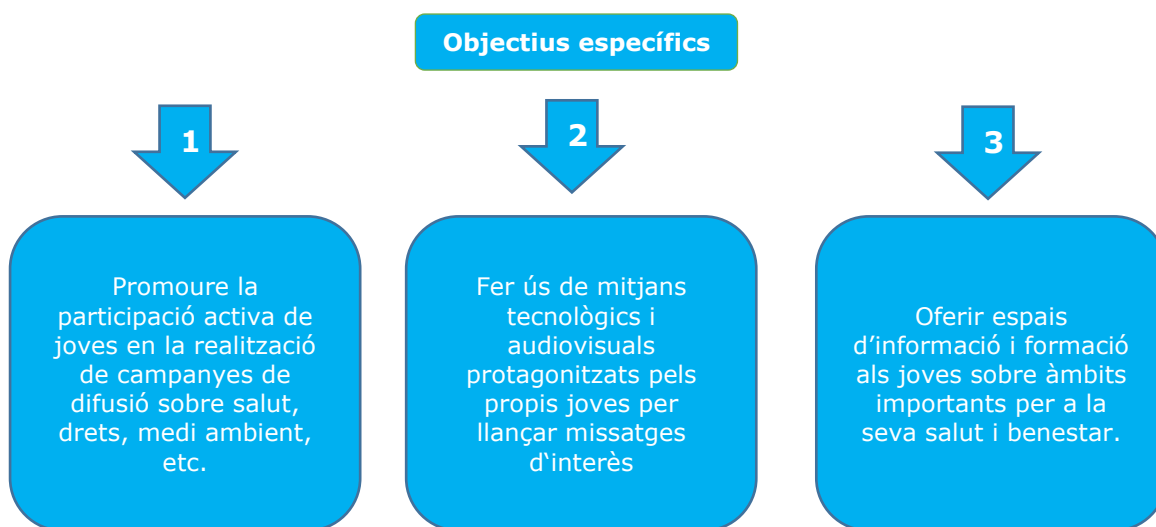 Objectius específics
1
2
3
Promoure la
participació activa de
joves en la realització
de campanyes de
difusió sobre salut,
drets, medi ambient,
etc.
Fer ús de mitjans
tecnològics i
audiovisuals
protagonitzats pels
propis joves per
llançar missatges
d‘interès
Oferir espais
d’informació i formació
als joves sobre àmbits
importants per a la
seva salut i benestar.